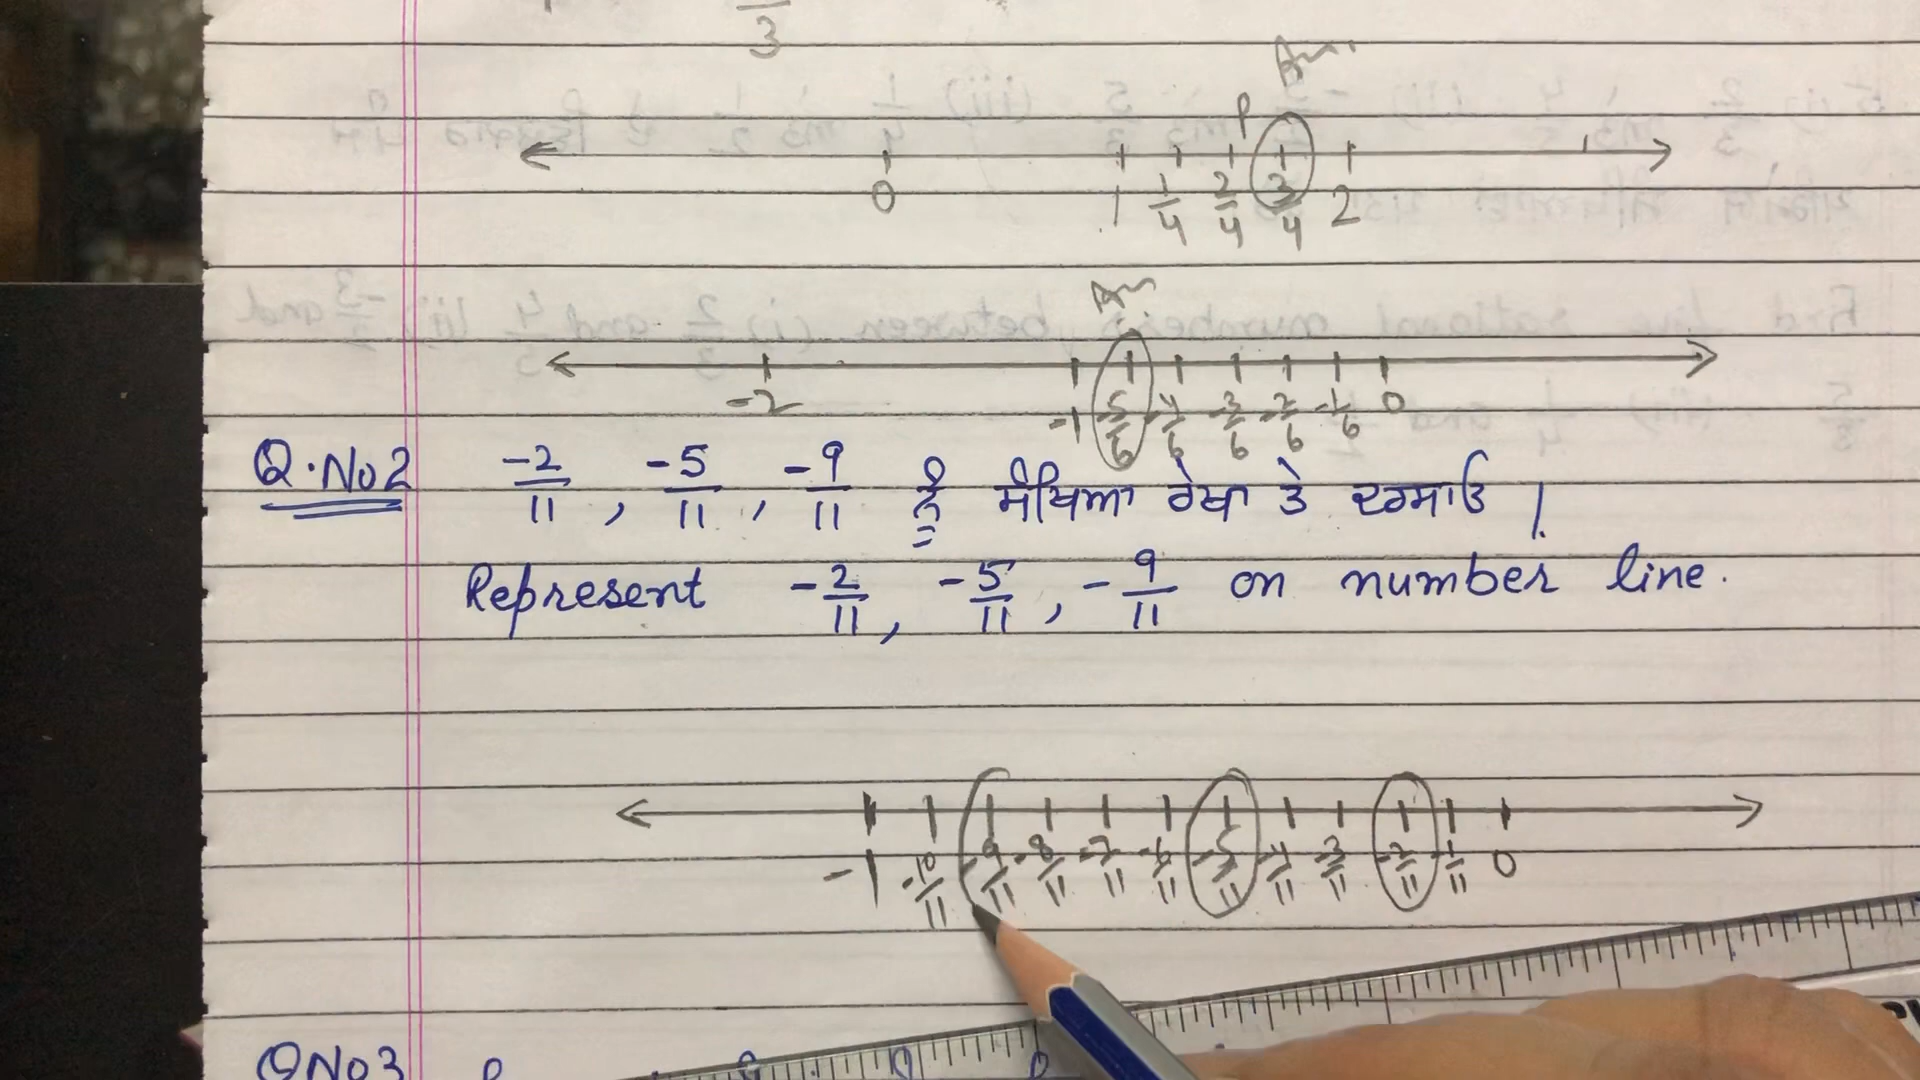 3
Ans.
P
0 1 1/4 2/4 3/4 2
Ans.
-2 -1 -5/6 -4/6 -3/6 -2/6 -1/6 0
Q.No2 -2/11, -5/11, -9/11 ਨੂੰ ਸੰਖਿਆ ਰੇਖਾ ਤੇ ਦਰਸਾਓ ।
Represent -2/11, -5/11, -9/11 on number line.
-1 -10/11 -9/11 -8/11 -7/11 -6/11 -5/11 -4/11 -3/11 -2/11 -1/11 0
QNo3